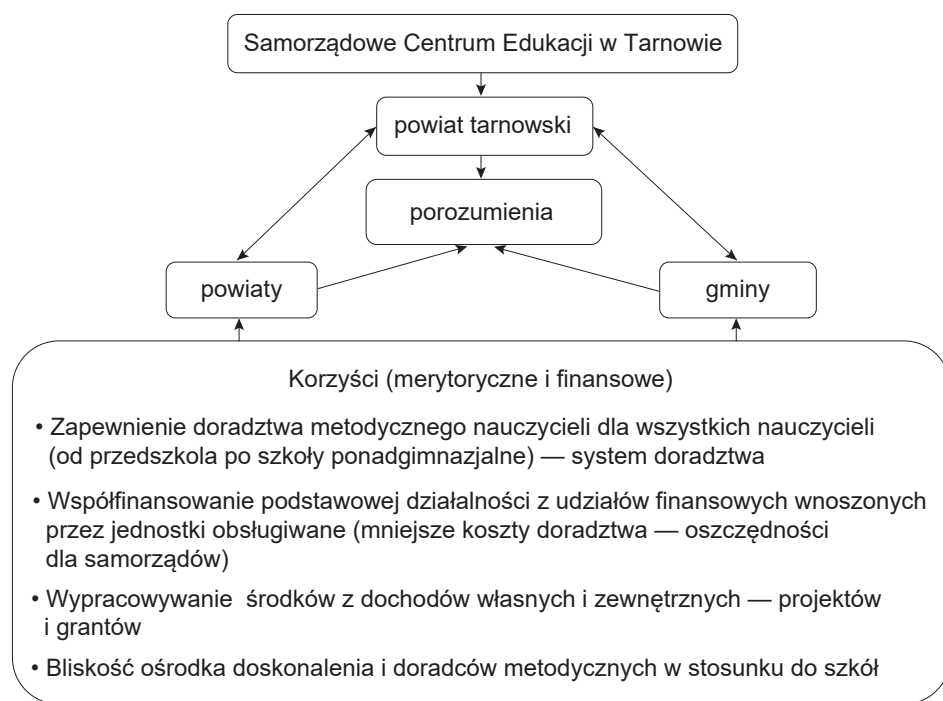 Samorządowe Centrum Edukacji w Tarnowie
powiat tarnowski
porozumienia
powiaty
gminy
Korzyści (merytoryczne i finansowe)
• Zapewnienie doradztwa metodycznego nauczycieli dla wszystkich nauczycieli
(od przedszkola po szkoły ponadgimnazjalne) — system doradztwa
• Współfinansowanie podstawowej działalności z udziałów finansowych wnoszonych
przez jednostki obsługiwane (mniejsze koszty doradztwa — oszczędności
dla samorządów)
• Wypracowywanie środków z dochodów własnych i zewnętrznych — projektów
i grantów
• Bliskość ośrodka doskonalenia i doradców metodycznych w stosunku do szkół